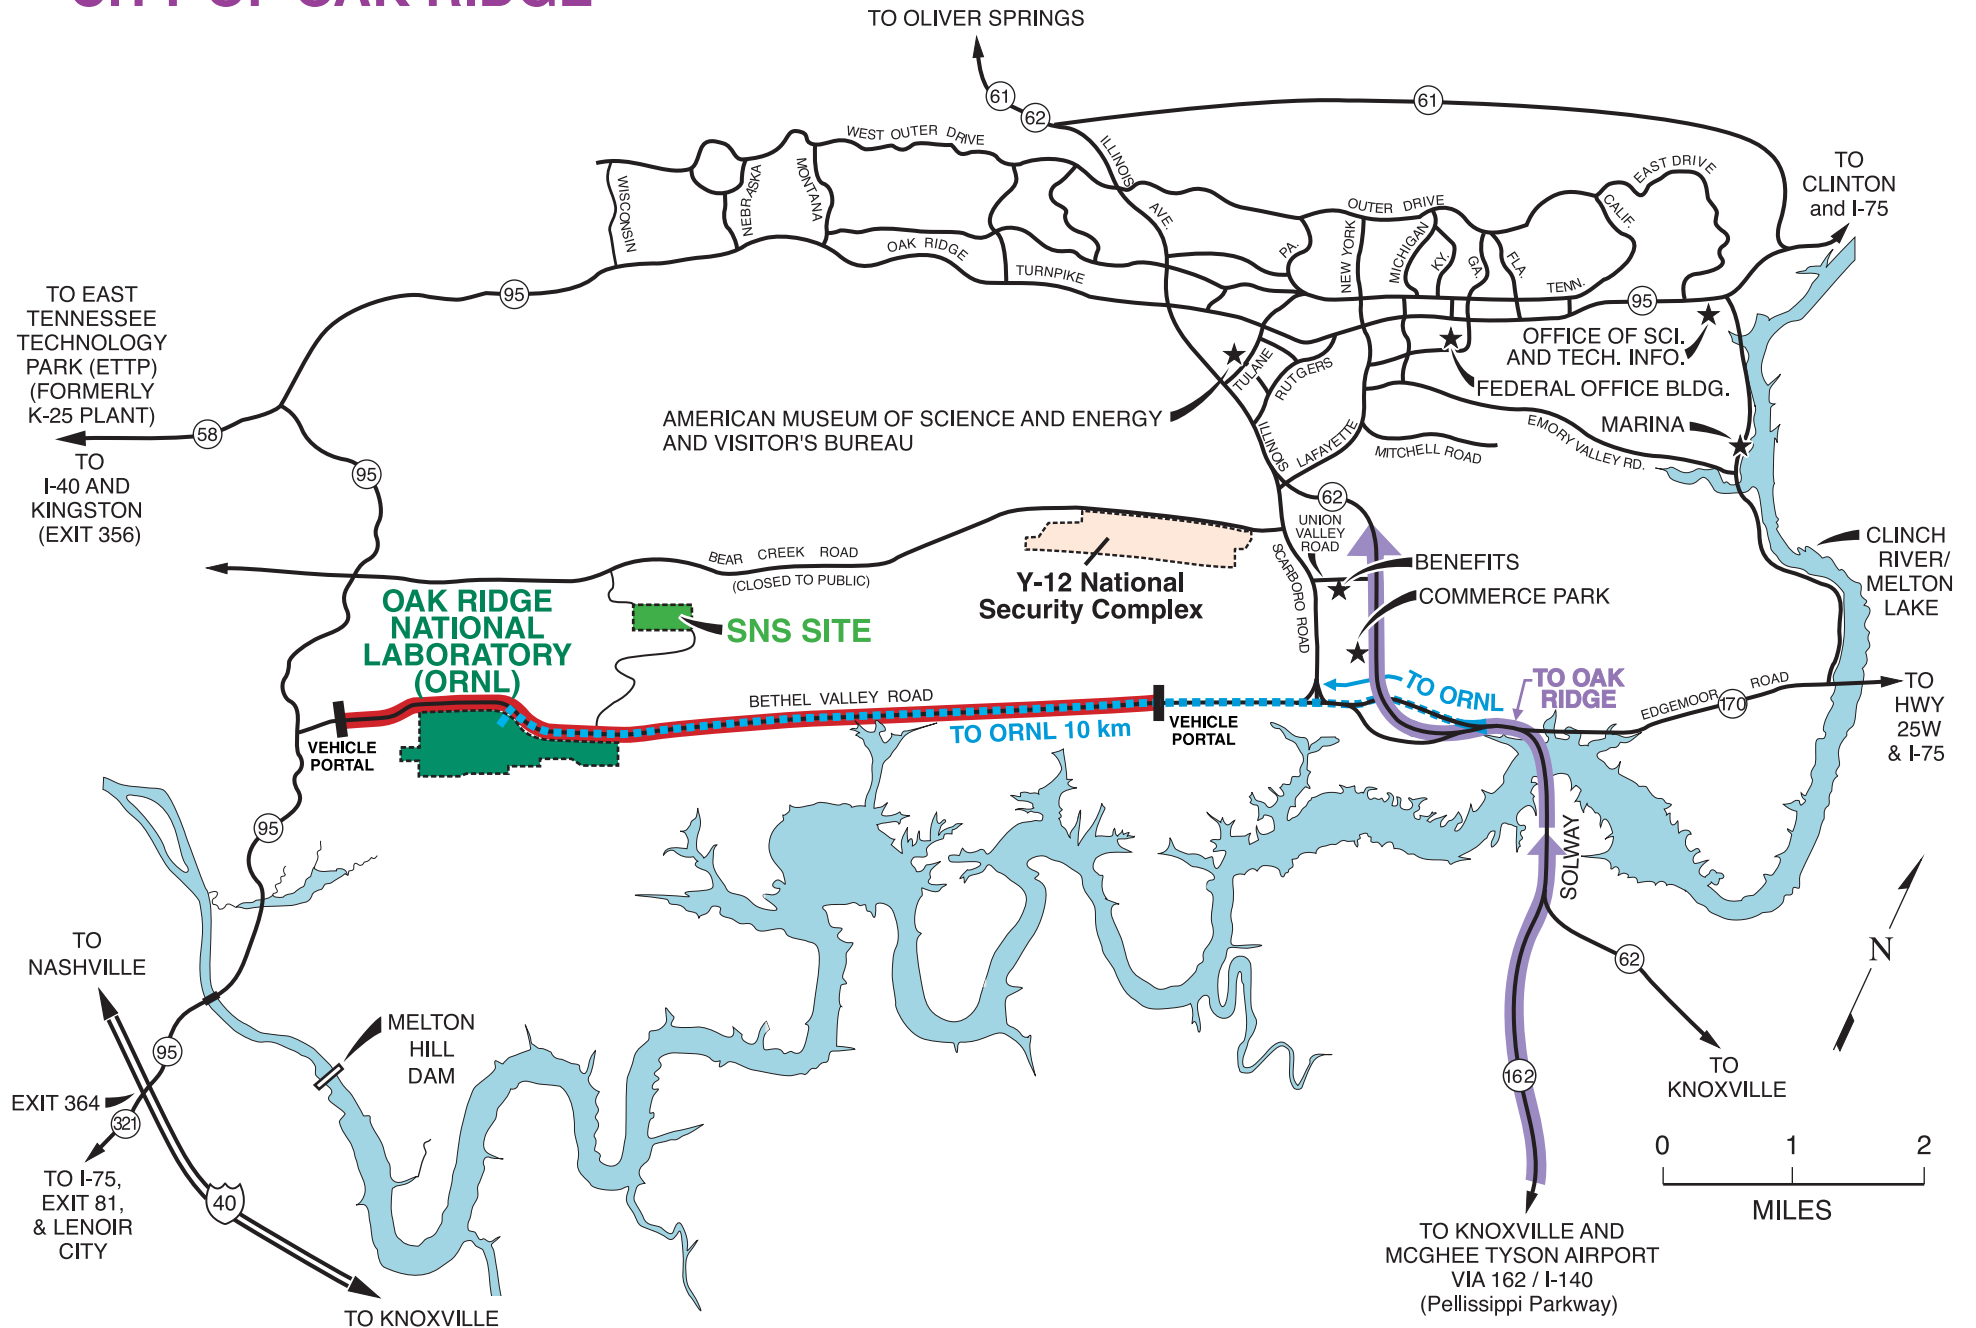 CITY OF OAK RIDGE
TO OLIVER SPRINGS
61
62
61
WEST OUTER DRIVE
ILLINOIS
AVE.
WISCONSIN
NEBRASKA
MONTANA
EAST DRIVE
CALIF.
TO
CLINTON
and I-75
OUTER DRIVE
OAK RIDGE
TURNPIKE
PA.
NEW YORK
MICHIGAN
KY.
GA.
FLA.
TENN.
95
95
TO EAST
TENNESSEE
TECHNOLOGY
PARK (ETTP)
(FORMERLY
K-25 PLANT)
58
TO
I-40 AND
KINGSTON
(EXIT 356)
95
OFFICE OF SCI.
AND TECH. INFO.
FEDERAL OFFICE BLDG.
MARINA
TULANE
RUTGERS
AMERICAN MUSEUM OF SCIENCE AND ENERGY
AND VISITOR'S BUREAU
ILLINOIS
LAFAYETTE
MITCHELL ROAD
EMORY VALLEY RD.
62
UNION
VALLEY
ROAD
SCARBORO ROAD
BENEFITS
COMMERCE PARK
CLINCH
RIVER/
MELTON
LAKE
BEAR CREEK ROAD
(CLOSED TO PUBLIC)
Y-12 National
Security Complex
OAK RIDGE
NATIONAL
LABORATORY
(ORNL)
SNS SITE
BETHEL VALLEY ROAD
TO ORNL 10 km
VEHICLE
PORTAL
VEHICLE
PORTAL
TO ORNL
TO OAK
RIDGE
EDGEMOOR ROAD
170
TO
HWY
25W
& I-75
95
SOLWAY
62
N
TO
NASHVILLE
95
MELTON
HILL
DAM
EXIT 364
321
TO I-75,
EXIT 81,
& LENOIR
CITY
40
TO KNOXVILLE
162
TO
KNOXVILLE
0 1 2
MILES
TO KNOXVILLE AND
MCGHEE TYSON AIRPORT
VIA 162 / I-140
(Pellissippi Parkway)